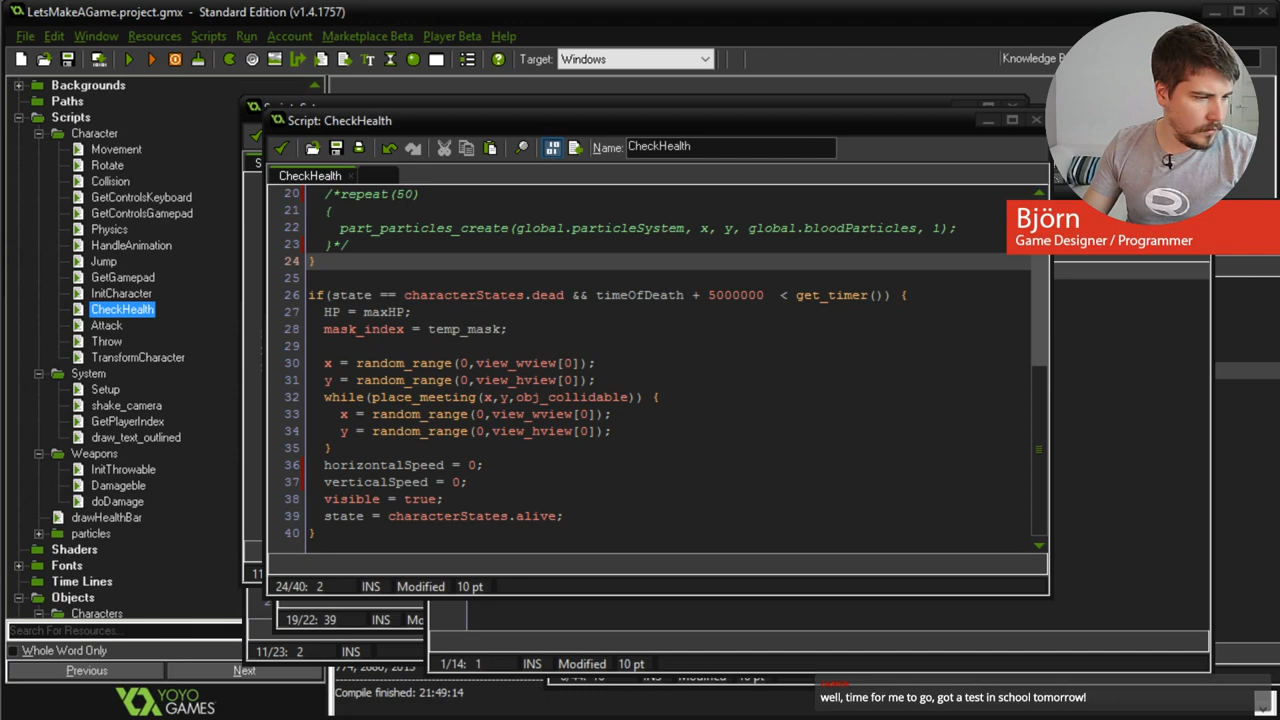 LetsMakeAGame.project.gmx - Standard Edition (v1.4.1757)
File Edit Window Resources Scripts Run Account Marketplace Beta Player Beta Help
Target: Windows
Knowledge B
Backgrounds
Paths
Scripts
Character
Movement
Rotate
Collision
GetControlsKeyboard
GetControlsGamepad
Physics
HandleAnimation
Jump
GetGamepad
InitCharacter
CheckHealth
Attack
Throw
TransformCharacter
System
Setup
shake_camera
GetPlayerIndex
draw_text_outlined
Weapons
InitThrowable
Damageable
doDamage
drawHealthBar
particles
Shaders
Fonts
Time Lines
Objects
Characters
Search For Resources...
Whole Word Only
Previous Next
YOYO
GAMES
Script: CheckHealth
Name: CheckHealth
CheckHealth
20 /*repeat(50)
21 {
22 part_particles_create(global.particleSystem, x, y, global.bloodParticles, 1);
23 }*/
24 }
25
26 if(state == characterStates.dead && timeOfDeath + 5000000 < get_timer()) {
27 HP = maxHP;
28 mask_index = temp_mask;
29
30 x = random_range(0,view_wview[0]);
31 y = random_range(0,view_hview[0]);
32 while(place_meeting(x,y,obj_collidable)) {
33 x = random_range(0,view_wview[0]);
34 y = random_range(0,view_hview[0]);
35 }
36 horizontalSpeed = 0;
37 verticalSpeed = 0;
38 visible = true;
39 state = characterStates.alive;
40 }
24/40: 2 INS Modified 10 pt
19/22: 39 INS Mo
11/23: 2 INS
1/14: 1 INS Modified 10 pt
Compile finished: 21:49:14
Björn
Game Designer / Programmer
well, time for me to go, got a test in school tomorrow!